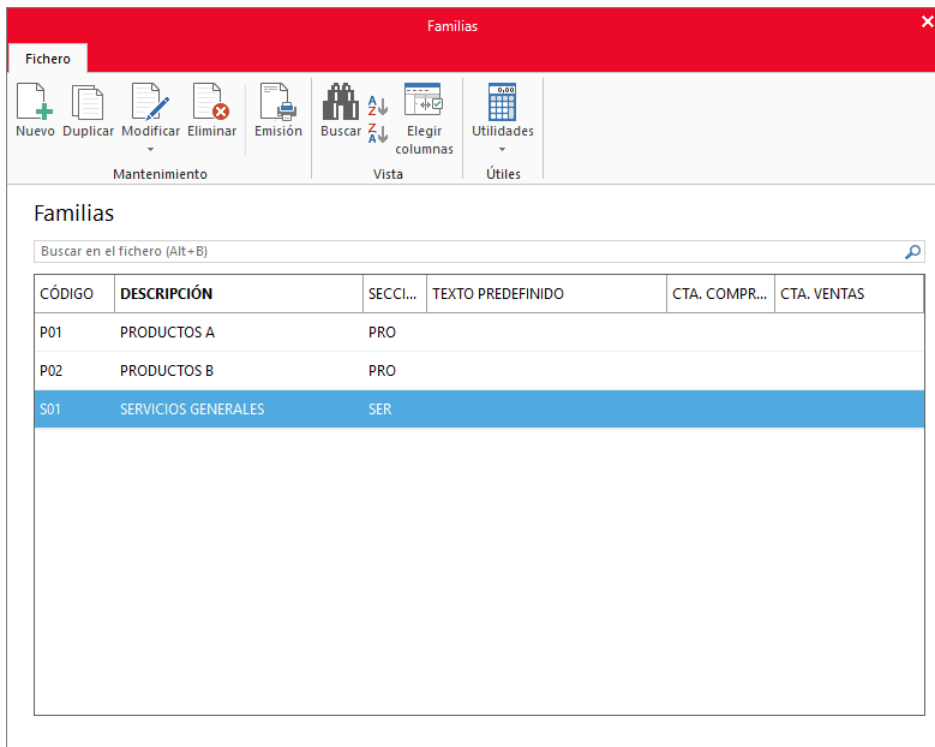 Familias
Fichero
Nuevo Duplicar Modificar Eliminar Emisión Buscar Elegir columnas Utilidades
Mantenimiento Vista Útiles
Familias
Buscar en el fichero (Alt+B)
CÓDIGO DESCRIPCIÓN SECCI... TEXTO PREDEFINIDO CTA. COMPR... CTA. VENTAS
P01 PRODUCTOS A PRO
P02 PRODUCTOS B PRO
S01 SERVICIOS GENERALES SER